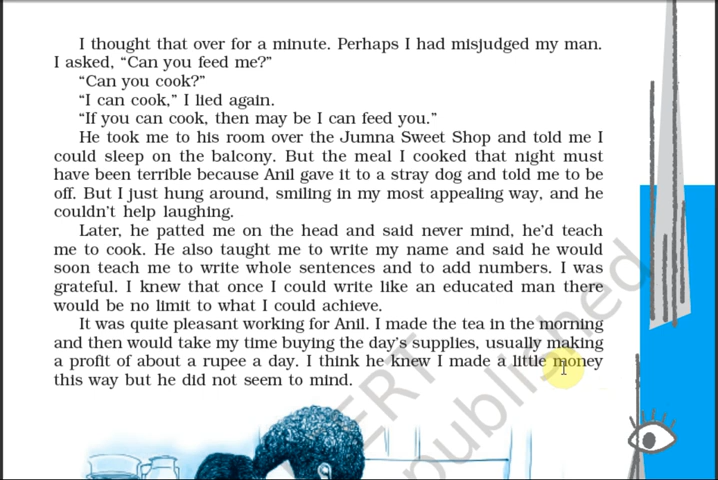 I thought that over for a minute. Perhaps I had misjudged my man.
I asked, “Can you feed me?”
“Can you cook?”
“I can cook,” I lied again.
“If you can cook, then may be I can feed you.”
He took me to his room over the Jumna Sweet Shop and told me I
could sleep on the balcony. But the meal I cooked that night must
have been terrible because Anil gave it to a stray dog and told me to be
off. But I just hung around, smiling in my most appealing way, and he
couldn’t help laughing.
Later, he patted me on the head and said never mind, he’d teach
me to cook. He also taught me to write my name and said he would
soon teach me to write whole sentences and to add numbers. I was
grateful. I knew that once I could write like an educated man there
would be no limit to what I could achieve.
It was quite pleasant working for Anil. I made the tea in the morning
and then would take my time buying the day’s supplies, usually making
a profit of about a rupee a day. I think he knew I made a little money
this way but he did not seem to mind.
published